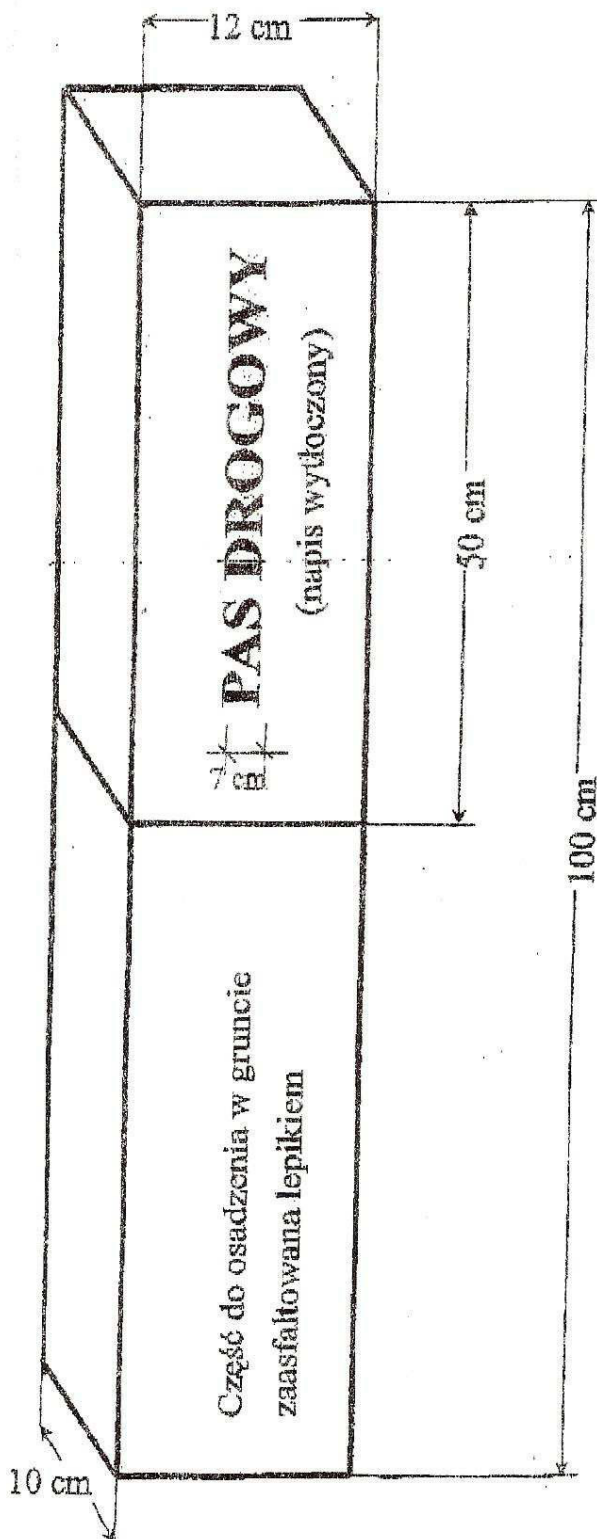 12 cm
PAS DROGOWY
(napis wytłoczony)
7
cm
50 cm
100 cm
Część do osadzenia w gruncie
zaasfaltowana lepikiem
10 cm